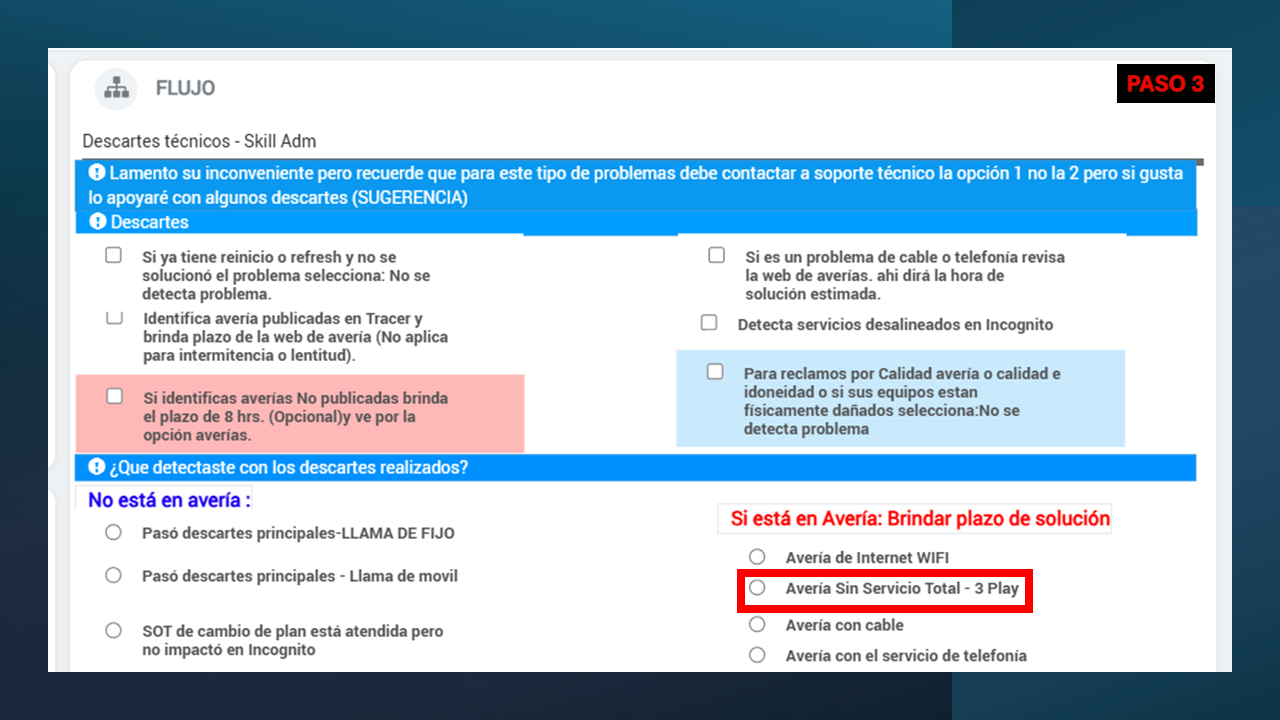 FLUJO
PASO 3
Descartes técnicos - Skill Adm
Lamento su inconveniente pero recuerde que para este tipo de problemas debe contactar a soporte técnico la opción 1 no la 2 pero si gusta
lo apoyaré con algunos descartes (SUGERENCIA)
Descartes
Si ya tiene reinicio o refresh y no se
solucionó el problema selecciona: No se
detecta problema.
Si es un problema de cable o telefonía revisa
la web de averías. ahi dirá la hora de
solución estimada.
Identifica avería publicadas en Tracer y
brinda plazo de la web de avería (No aplica
para intermitencia o lentitud).
Detecta servicios desalineados en Incognito
Si identificas averías No publicadas brinda
el plazo de 8 hrs. (Opcional)y ve por la
opción averías.
Para reclamos por Calidad avería o calidad e
idoneidad o si sus equipos estan
físicamente dañados selecciona:No se
detecta problema
¿Que detectaste con los descartes realizados?
No está en avería :
Pasó descartes principales-LLAMA DE FIJO
Pasó descartes principales - Llama de movil
SOT de cambio de plan está atendida pero
no impactó en Incognito
Si está en Avería: Brindar plazo de solución
Avería de Internet WIFI
Avería Sin Servicio Total - 3 Play
Avería con cable
Avería con el servicio de telefonía